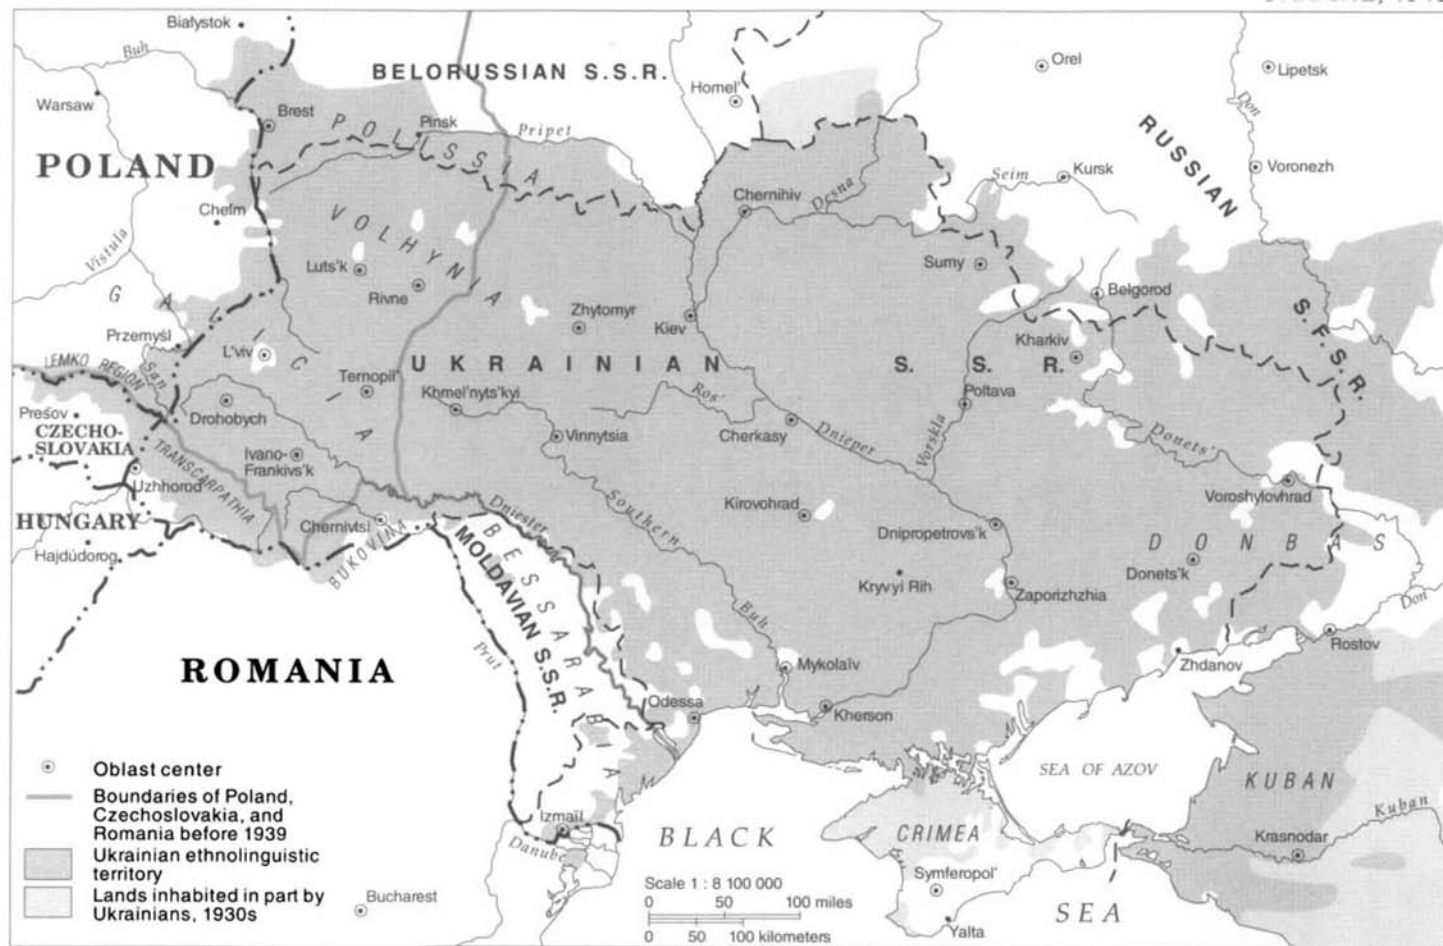 Białystok
Buh
BELORUSSIAN S.S.R.
Orel
Lipetsk
Warsaw
Homel'
Don
Brest
POLISSIA
Pinsk
Pripet
RUSSIAN
S.F.S.R.
POLAND
Chełm
Chernihiv
Desna
Seim
Kursk
Voronezh
VOLHYNIA
Vistula
Luts'k
Rivne
Sumy
Belgorod
GALICIA
Zhytomyr
Kiev
Kharkiv
Przemyśl
San
L'viv
UKRAINIAN S.S.R.
LEMKO REGION
Ternopil'
Khmel'nyts'kyi
Ros'
Poltava
Prešov
Drohobych
CZECHO-
SLOVAKIA
Vinnytsia
Cherkasy
Dnieper
Vorskla
Donets'
TRANSCARPATHIA
Ivano-
Frankivs'k
Uzhhorod
Voroshylovhrad
HUNGARY
Chernivtsi
BUKOVINA
Dniester
Southern
Buh
Kirovohrad
Dnipropetrovs'k
DONBAS
Hajdúdorog
BESSARABIA
MOLDAVIAN S.S.R.
Kryvyi Rih
Donets'k
Zaporizhzhia
Don
Prut
ROMANIA
Mykolaïv
Zhdanov
Rostov
Odessa
Kherson
SEA OF AZOV
KUBAN
Kuban
Izmaïl
Danube
BLACK
SEA
CRIMEA
Krasnodar
Symferopol'
Bucharest
Yalta
Oblast center
Boundaries of Poland,
Czechoslovakia, and
Romania before 1939
Ukrainian ethnolinguistic
territory
Lands inhabited in part by
Ukrainians, 1930s
Scale 1 : 8 100 000
0 50 100 miles
0 50 100 kilometers